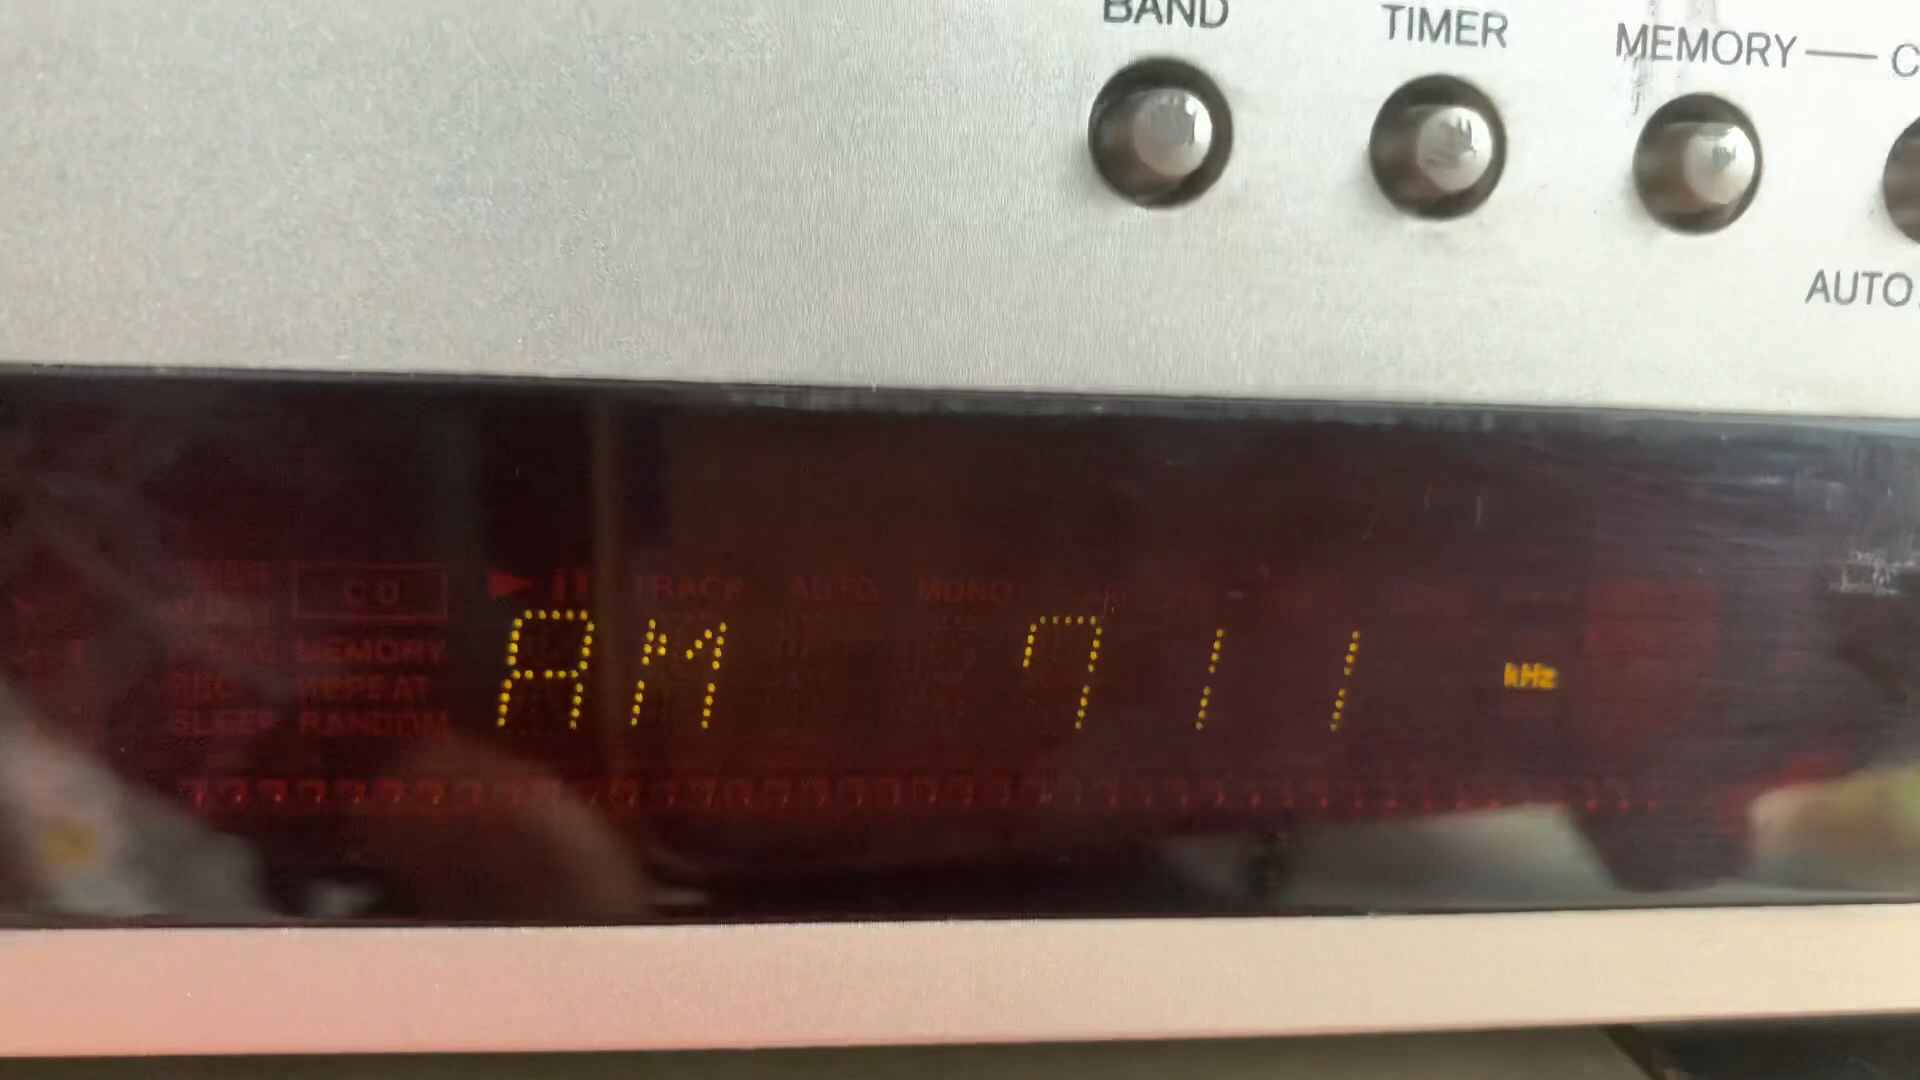 BAND TIMER MEMORY
AUTO
CD TRACK AUTO MONO
MEMORY
REPEAT
SLEEP RANDOM
AM 711 kHz